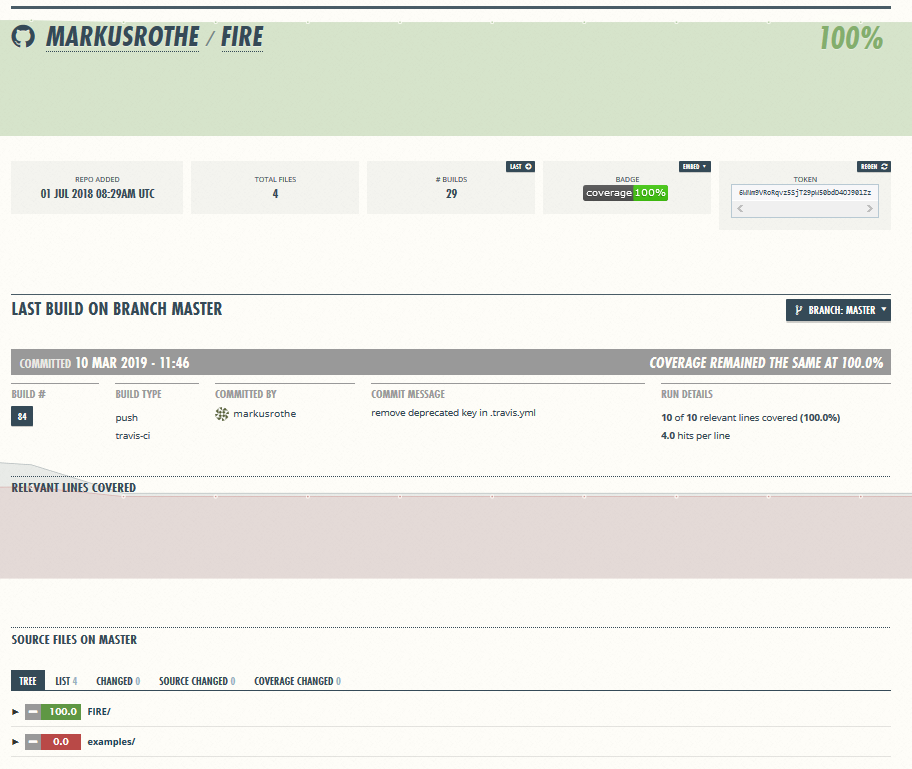 MARKUSROTHE / FIRE
100%
REPO ADDED
01 JUL 2018 08:29AM UTC
TOTAL FILES
4
LAST
# BUILDS
29
EMBED
BADGE
coverage 100%
REGEN
TOKEN
LAST BUILD ON BRANCH MASTER
BRANCH: MASTER
COMMITTED 10 MAR 2019 - 11:46
COVERAGE REMAINED THE SAME AT 100.0%
BUILD #
84
BUILD TYPE
push
travis-ci
COMMITTED BY
markusrothe
COMMIT MESSAGE
remove deprecated key in .travis.yml
RUN DETAILS
10 of 10 relevant lines covered (100.0%)
4.0 hits per line
RELEVANT LINES COVERED
SOURCE FILES ON MASTER
TREE
LIST 4
CHANGED 0
SOURCE CHANGED 0
COVERAGE CHANGED 0
100.0 FIRE/
0.0 examples/